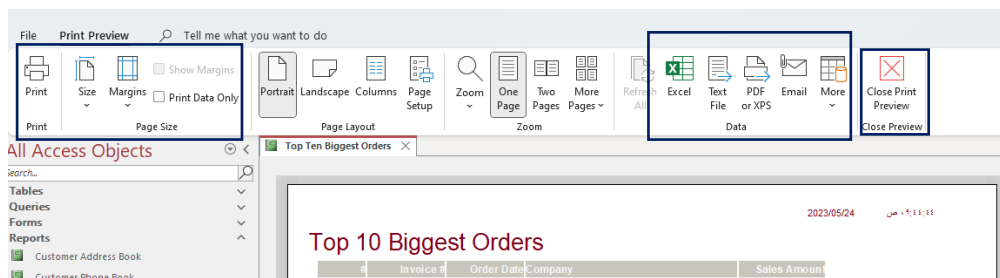 File Print Preview Tell me what you want to do
Show Margins
Print Data Only
Print Size Margins Portrait Landscape Columns Page Setup Zoom One Page Two Pages More Pages Refresh All Excel Text File PDF or XPS Email More Close Print Preview
Print Page Size Page Layout Zoom Data Close Preview
All Access Objects
Top Ten Biggest Orders
Search...
Tables
Queries
Forms
Reports
Customer Address Book
Customer Phone Book
2023/05/24 ٠٩:٤٤:٤٤ ص
Top 10 Biggest Orders
# Invoice # Order Date Company Sales Amount